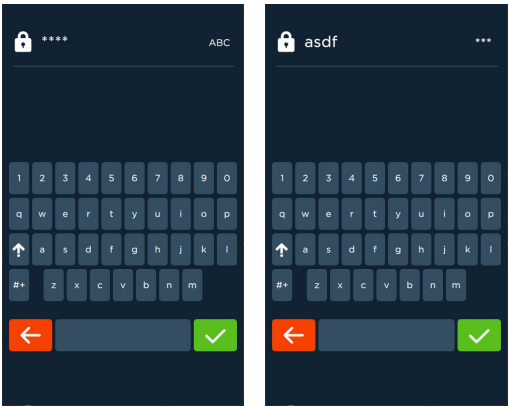 **** ABC
1 2 3 4 5 6 7 8 9 0
q w e r t y u i o p
a s d f g h j k l
#+ z x c v b n m
asdf ***
1 2 3 4 5 6 7 8 9 0
q w e r t y u i o p
a s d f g h j k l
#+ z x c v b n m